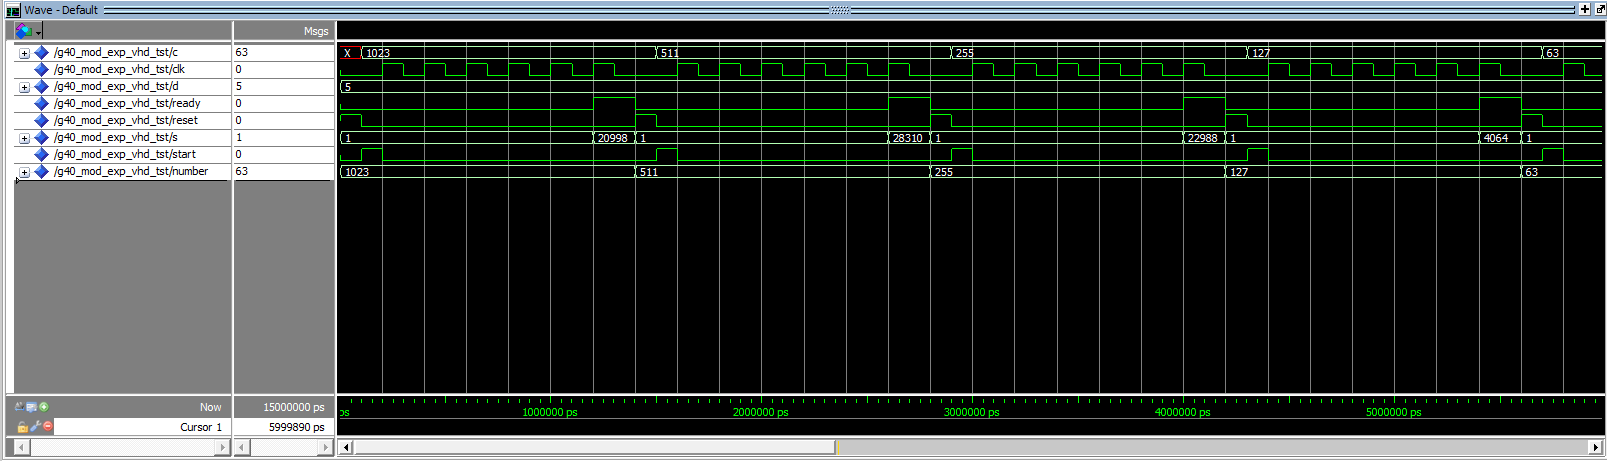 Wave - Default
Msgs
/g40_mod_exp_vhd_tst/c 63 X 1023 511 255 127 63
/g40_mod_exp_vhd_tst/clk 0
/g40_mod_exp_vhd_tst/d 5 5
/g40_mod_exp_vhd_tst/ready 0
/g40_mod_exp_vhd_tst/reset 0
/g40_mod_exp_vhd_tst/s 1 1 20998 1 28310 1 22988 1 4064 1
/g40_mod_exp_vhd_tst/start 0
/g40_mod_exp_vhd_tst/number 63 1023 511 255 127 63
Now 15000000 ps ps 1000000 ps 2000000 ps 3000000 ps 4000000 ps 5000000 ps
Cursor 1 5999890 ps